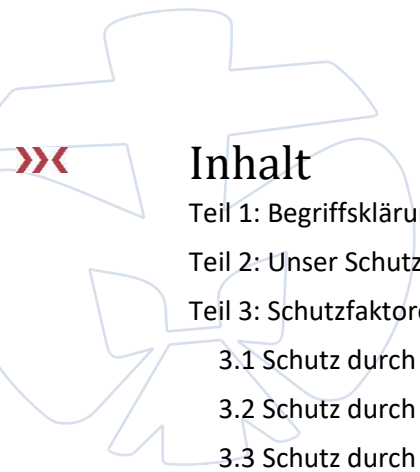 Inhalt
Teil 1: Begriffskläru
Teil 2: Unser Schutz
Teil 3: Schutzfaktor
3.1 Schutz durch
3.2 Schutz durch
3.3 Schutz durch